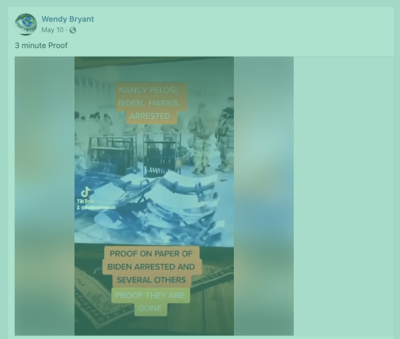 Wendy Bryant
May 10 ·
3 minute Proof
NANCY PELOSI,
BIDEN, HARRIS,
ARRESTED
TikTok
PROOF ON PAPER OF
BIDEN ARRESTED AND
SEVERAL OTHERS
PROOF THEY ARE
GONE